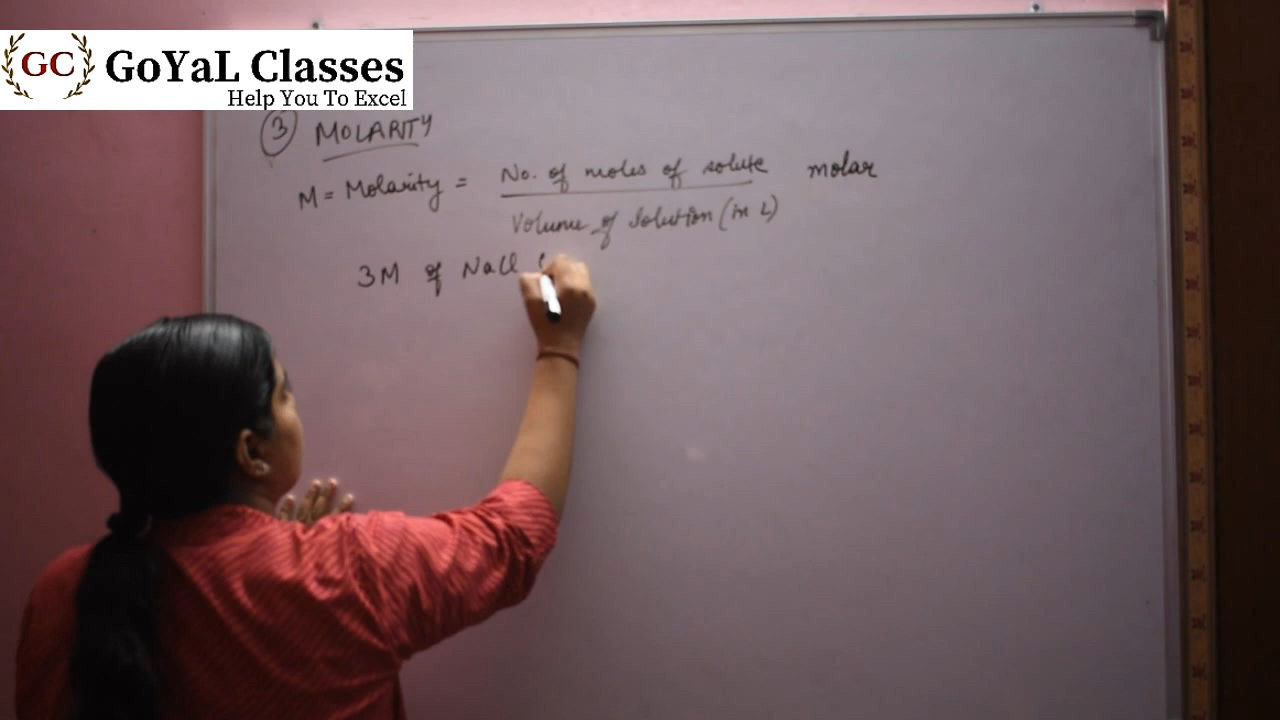 GC GoYaL Classes
Help You To Excel
③ MOLARITY
M = Molarity = No. of moles of solute molar
Volume of Solution (in L)
3M of NaCl